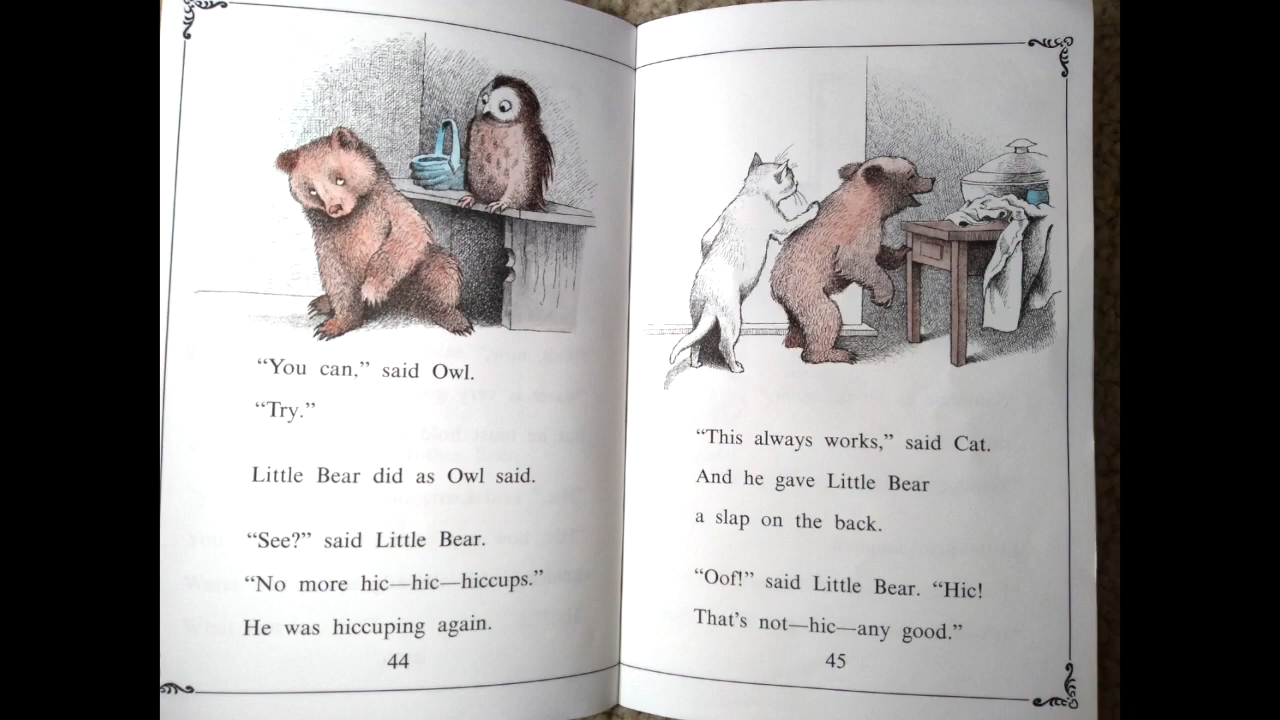 “You can,” said Owl.
“Try.”
Little Bear did as Owl said.
“See?” said Little Bear.
“No more hic—hic—hiccups.”
He was hiccuping again.
44
“This always works,” said Cat.
And he gave Little Bear
a slap on the back.
“Oof!” said Little Bear. “Hic!
That’s not—hic—any good.”
45